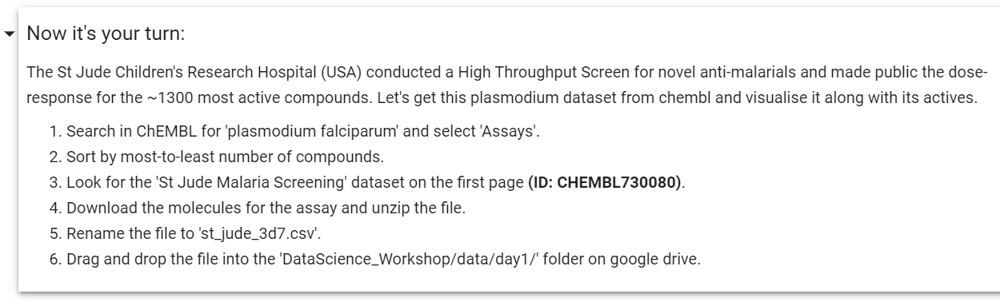 Now it's your turn:
The St Jude Children's Research Hospital (USA) conducted a High Throughput Screen for novel anti-malarials and made public the dose-
response for the ~1300 most active compounds. Let's get this plasmodium dataset from chembl and visualise it along with its actives.
1. Search in ChEMBL for 'plasmodium falciparum' and select 'Assays'.
2. Sort by most-to-least number of compounds.
3. Look for the 'St Jude Malaria Screening' dataset on the first page (ID: CHEMBL730080).
4. Download the molecules for the assay and unzip the file.
5. Rename the file to 'st_jude_3d7.csv'.
6. Drag and drop the file into the 'DataScience_Workshop/data/day1/' folder on google drive.